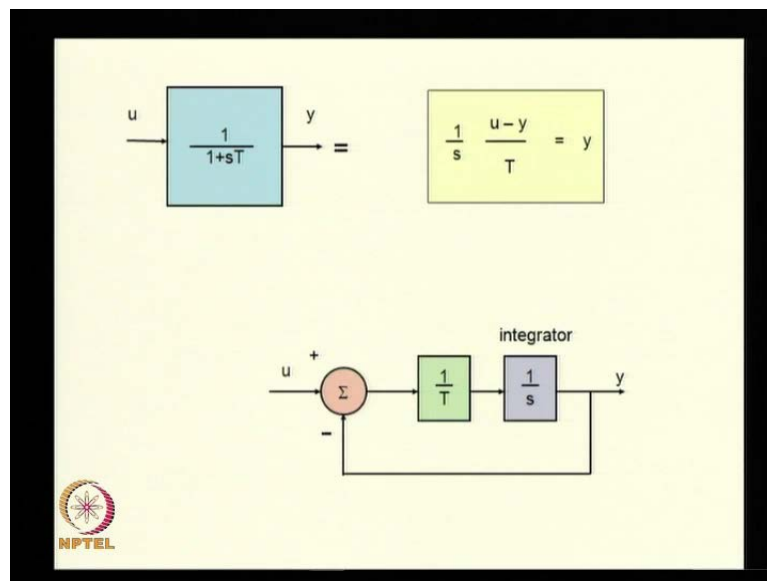 u
1
1+sT
y
=
1
s
u – y
T
= y
integrator
u
+
–
Σ
1
T
1
s
y
NPTEL